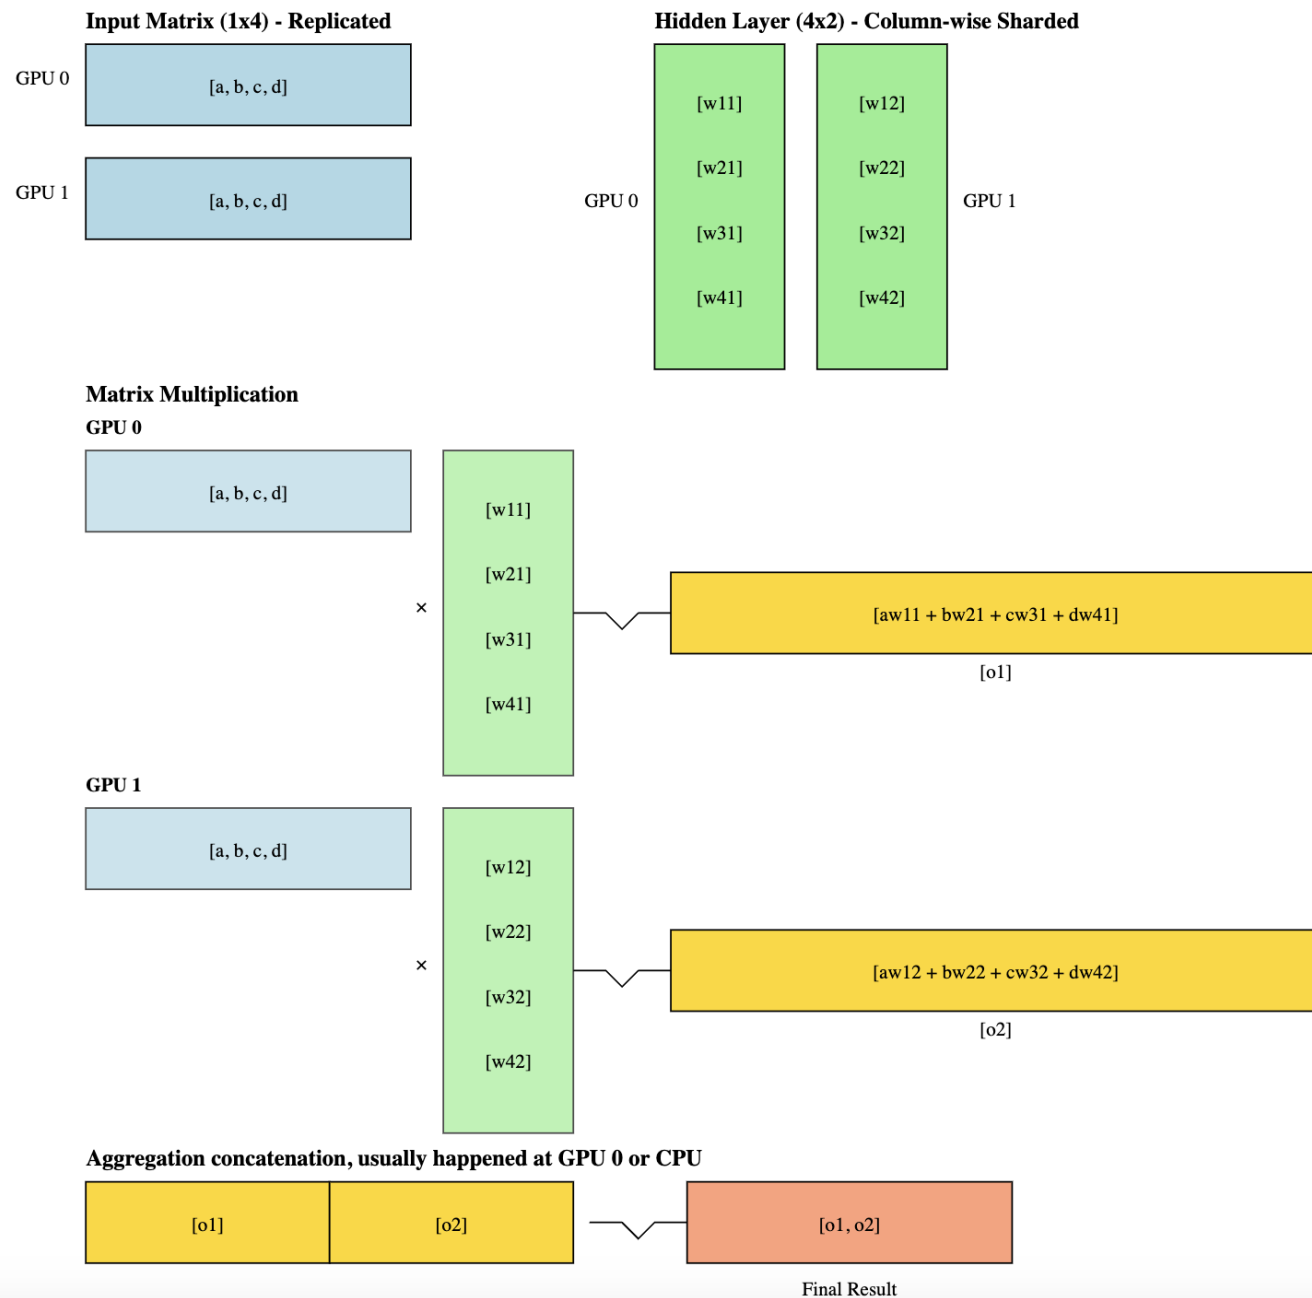 Input Matrix (1x4) - Replicated
Hidden Layer (4x2) - Column-wise Sharded
GPU 0
[a, b, c, d]
GPU 1
[a, b, c, d]
GPU 0
[w11]
[w21]
[w31]
[w41]
[w12]
[w22]
[w32]
[w42]
GPU 1
Matrix Multiplication
GPU 0
[a, b, c, d]
×
[w11]
[w21]
[w31]
[w41]
[aw11 + bw21 + cw31 + dw41]
[o1]
GPU 1
[a, b, c, d]
×
[w12]
[w22]
[w32]
[w42]
[aw12 + bw22 + cw32 + dw42]
[o2]
Aggregation concatenation, usually happened at GPU 0 or CPU
[o1]
[o2]
[o1, o2]
Final Result